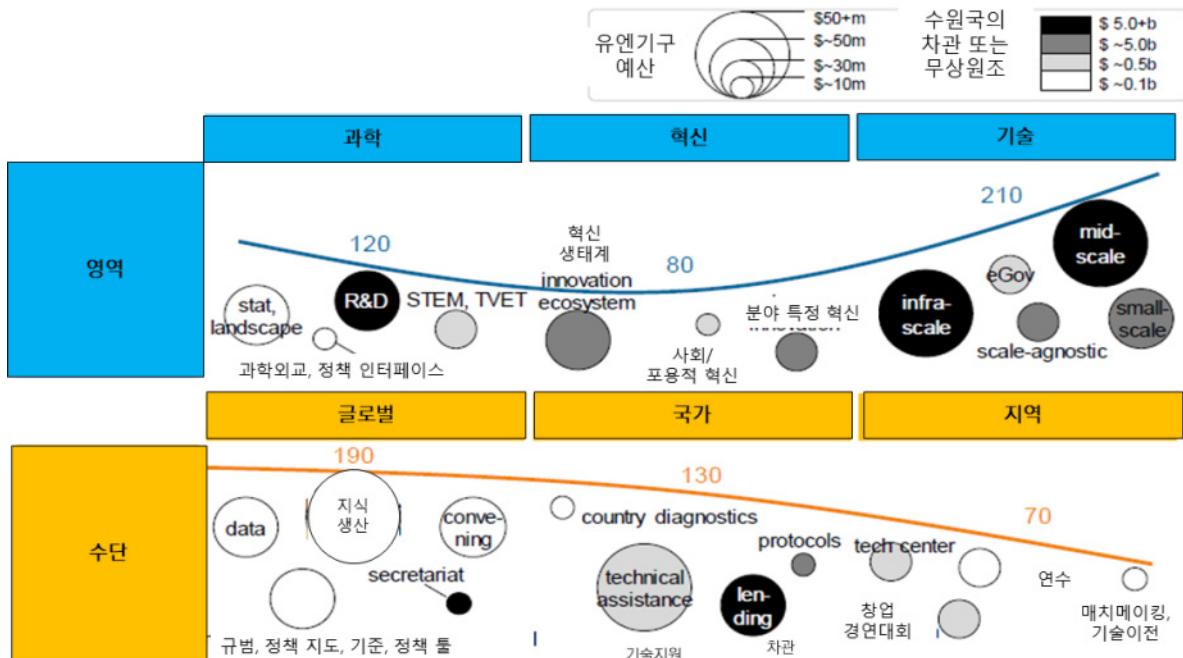 유엔기구
예산
$50+m
$~50m
$~30m
$~10m
수원국의
차관 또는
무상원조
$ 5.0+b
$ ~5.0b
$ ~0.5b
$ ~0.1b
과학
혁신
기술
영역
120
80
210
stat,
landscape
R&D
STEM, TVET
과학외교, 정책 인터페이스
혁신
생태계
innovation
ecosystem
사회/
포용적 혁신
분야 특정 혁신
infra-
scale
eGov
mid-
scale
small-
scale
scale-agnostic
글로벌
국가
지역
수단
190
130
70
data
지식
생산
conve-
ning
secretariat
규범, 정책 지도, 기준, 정책 툴
country diagnostics
technical
assistance
기술지원
protocols
len-
ding
차관
tech center
창업
경연대회
연수
매치메이킹,
기술이전